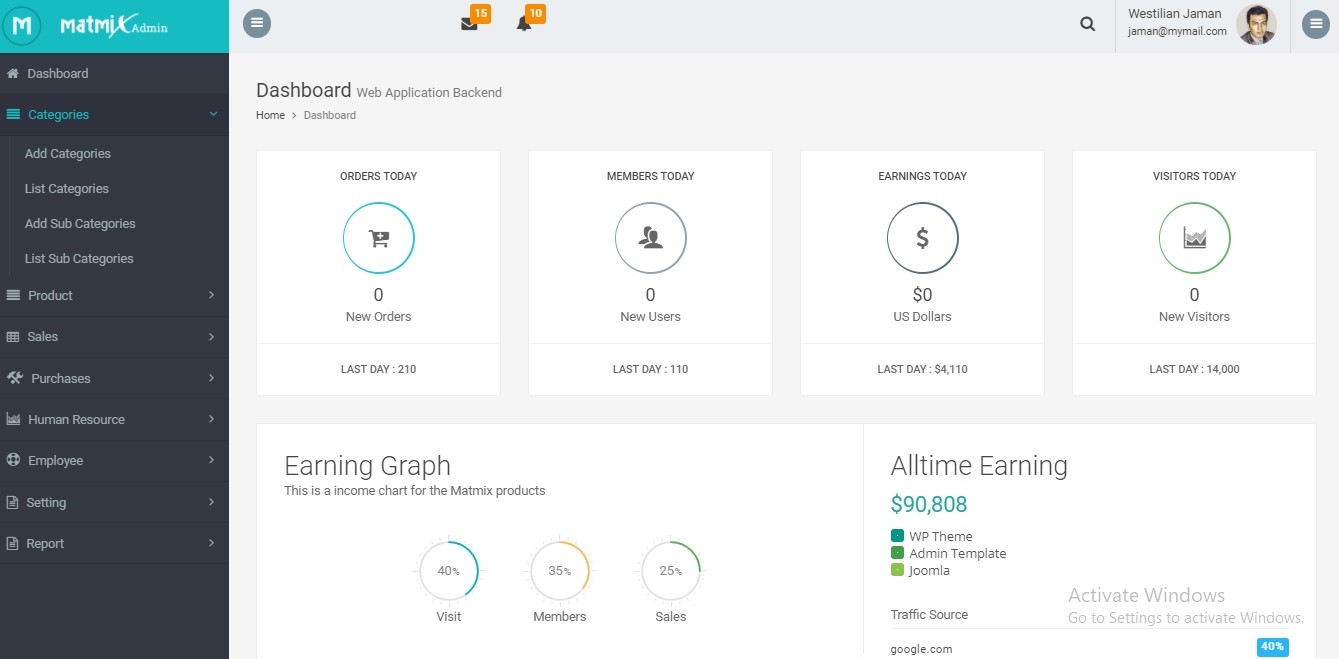 M matmix Admin
15
10
Westilian Jaman
jaman@mymail.com
Dashboard
Categories
Add Categories
List Categories
Add Sub Categories
List Sub Categories
Product
Sales
Purchases
Human Resource
Employee
Setting
Report
Dashboard Web Application Backend
Home > Dashboard
ORDERS TODAY
0
New Orders
LAST DAY : 210
MEMBERS TODAY
0
New Users
LAST DAY : 110
EARNINGS TODAY
$
$0
US Dollars
LAST DAY : $4,110
VISITORS TODAY
0
New Visitors
LAST DAY : 14,000
Earning Graph
This is a income chart for the Matmix products
40%
Visit
35%
Members
25%
Sales
Alltime Earning
$90,808
WP Theme
Admin Template
Joomla
Traffic Source
google.com 40%
Activate Windows
Go to Settings to activate Windows.